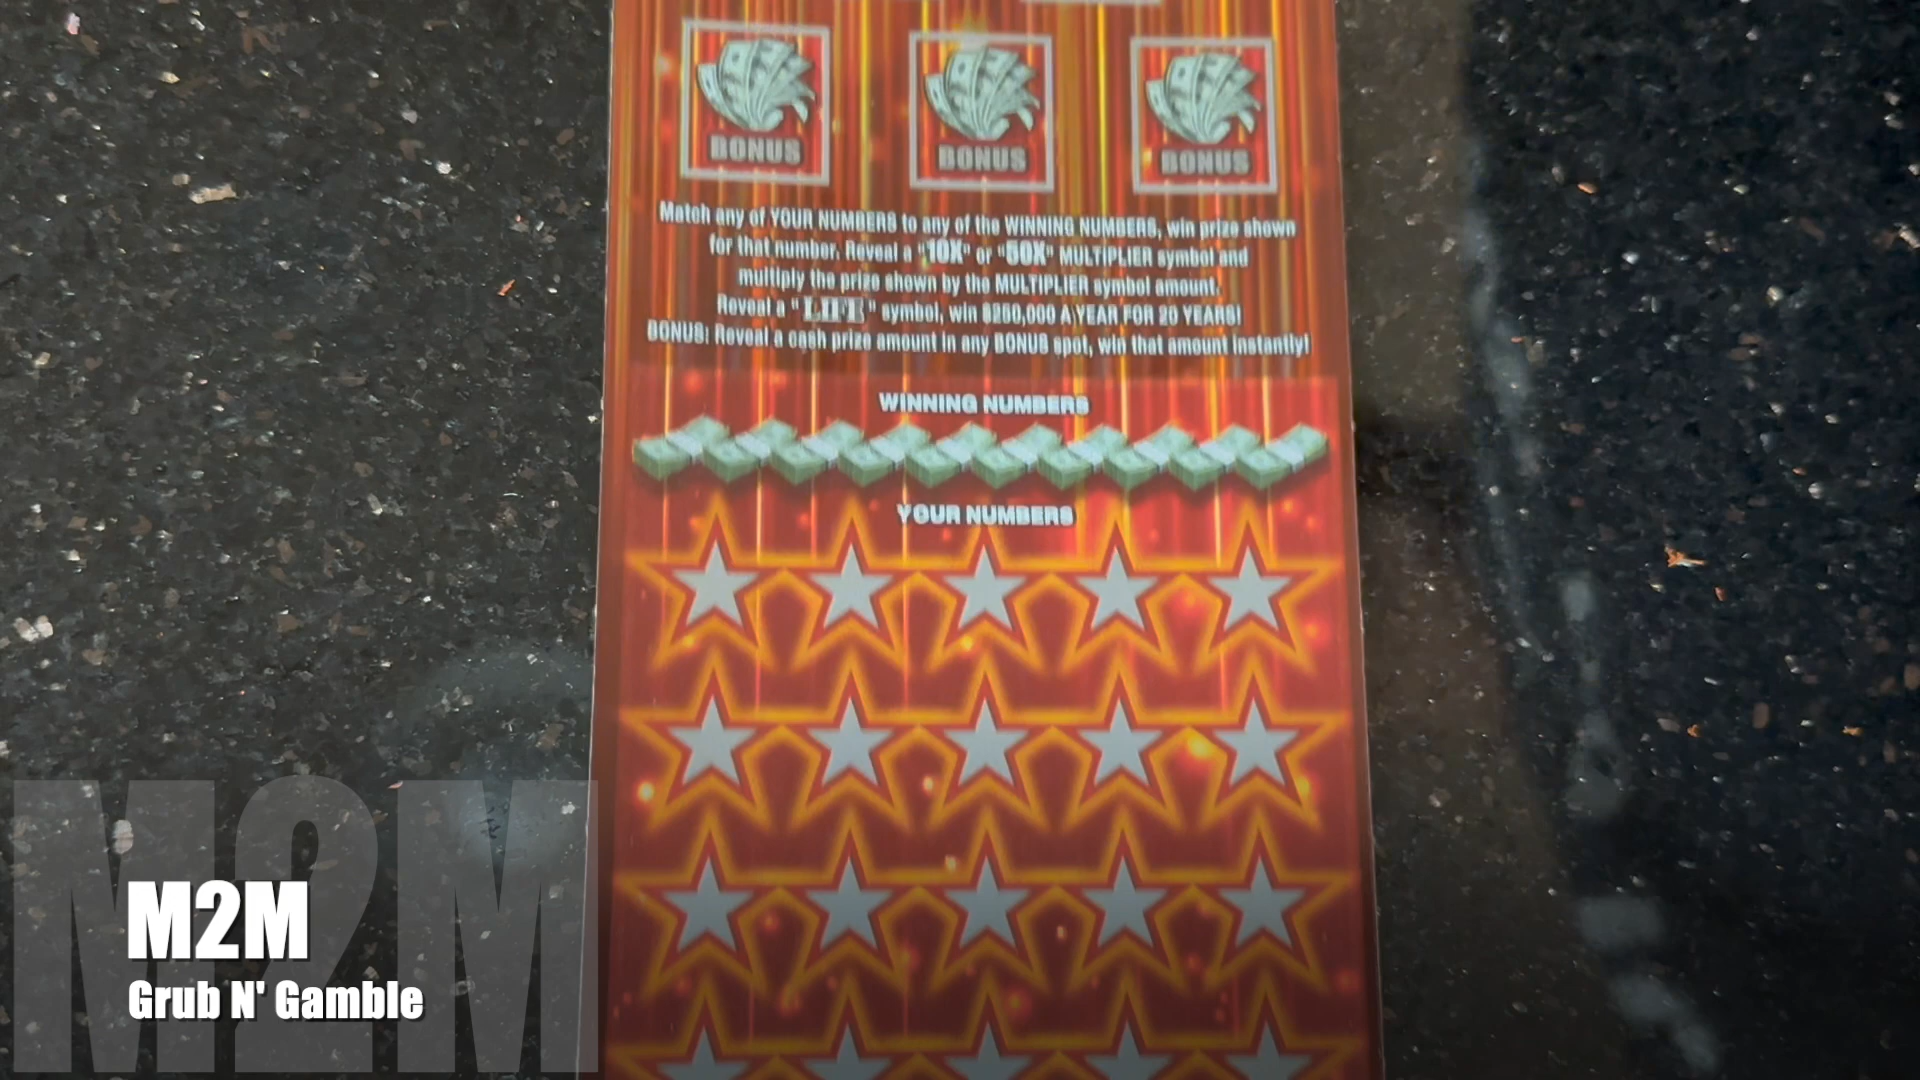 BONUS BONUS BONUS
Match any of YOUR NUMBERS to any of the WINNING NUMBERS, win prize shown
for that number. Reveal a "10X" or "50X" MULTIPLIER symbol and
multiply the prize shown by the MULTIPLIER symbol amount.
Reveal a "LIFE" symbol, win $250,000 A YEAR FOR 20 YEARS!
BONUS: Reveal a cash prize amount in any BONUS spot, win that amount instantly!
WINNING NUMBERS
YOUR NUMBERS
M2M
M2M
Grub N' Gamble